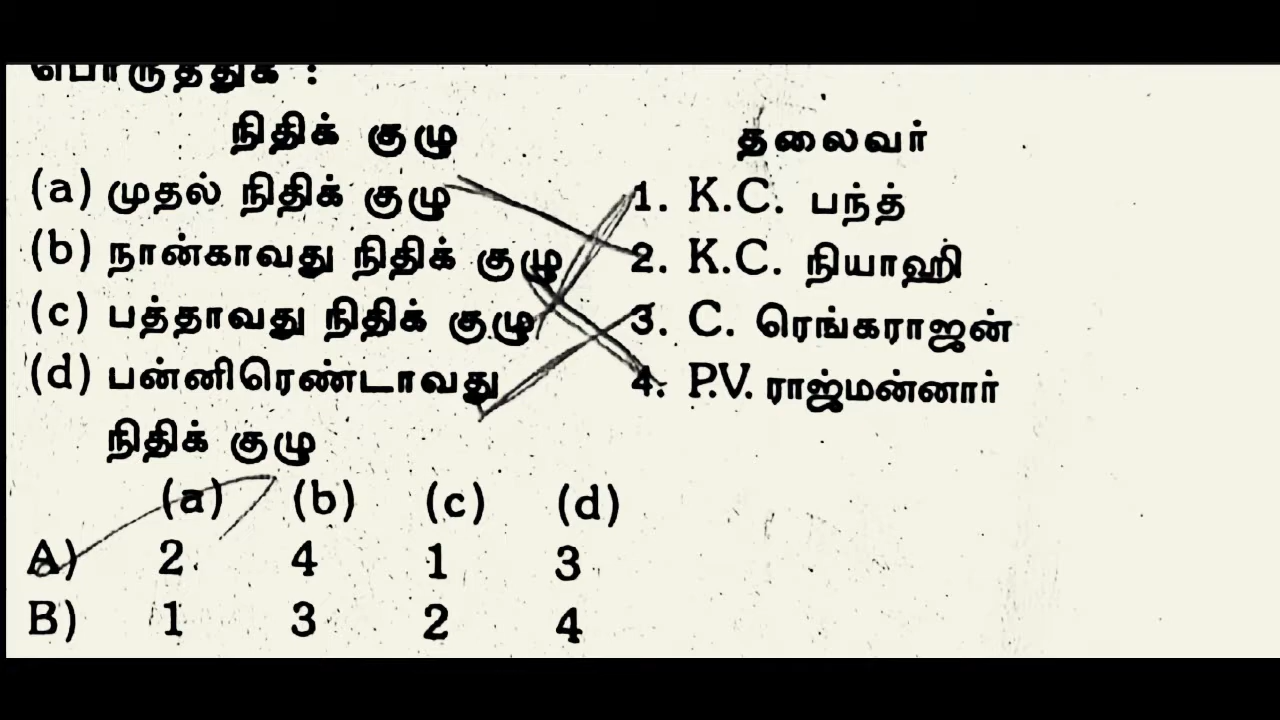 பொருத்துக :
நிதிக் குழு தலைவர்
(a) முதல் நிதிக் குழு 1. K.C. பந்த்
(b) நான்காவது நிதிக் குழு 2. K.C. நியாஹி
(c) பத்தாவது நிதிக் குழு 3. C. ரெங்கராஜன்
(d) பன்னிரெண்டாவது 4. P.V. ராஜ்மன்னார்
நிதிக் குழு
(a) (b) (c) (d)
A) 2 4 1 3
B) 1 3 2 4